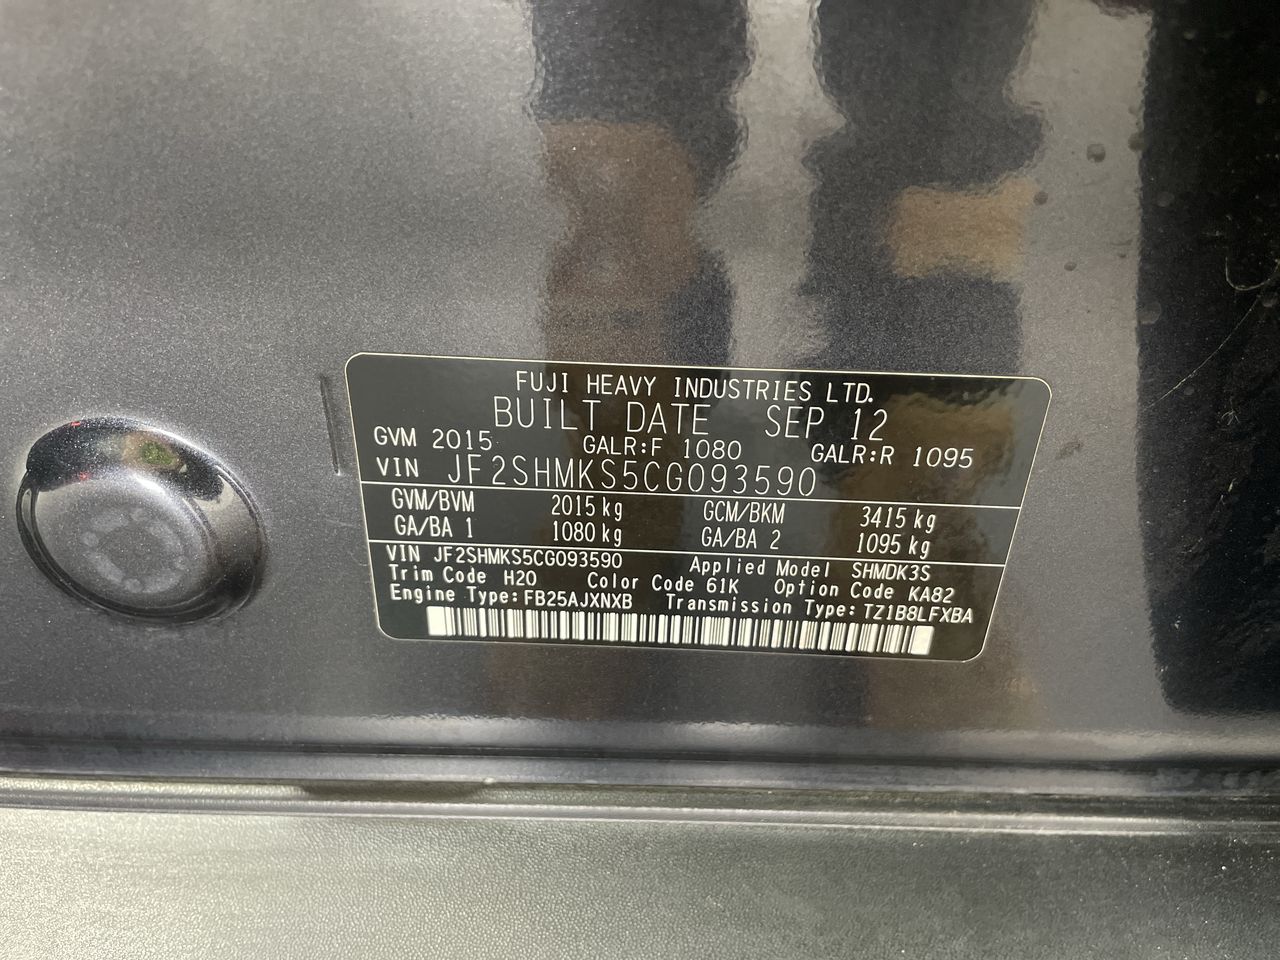 FUJI HEAVY INDUSTRIES LTD.
BUILT DATE SEP 12
GVM 2015 GALR:F 1080 GALR:R 1095
VIN JF2SHMKS5CG093590
GVM/BVM 2015 kg GCM/BKM 3415 kg
GA/BA 1 1080 kg GA/BA 2 1095 kg
VIN JF2SHMKS5CG093590 Applied Model SHMDK3S
Trim Code H20 Color Code 61K Option Code KA82
Engine Type: FB25AJXNXB Transmission Type: TZ1B8LFXBA